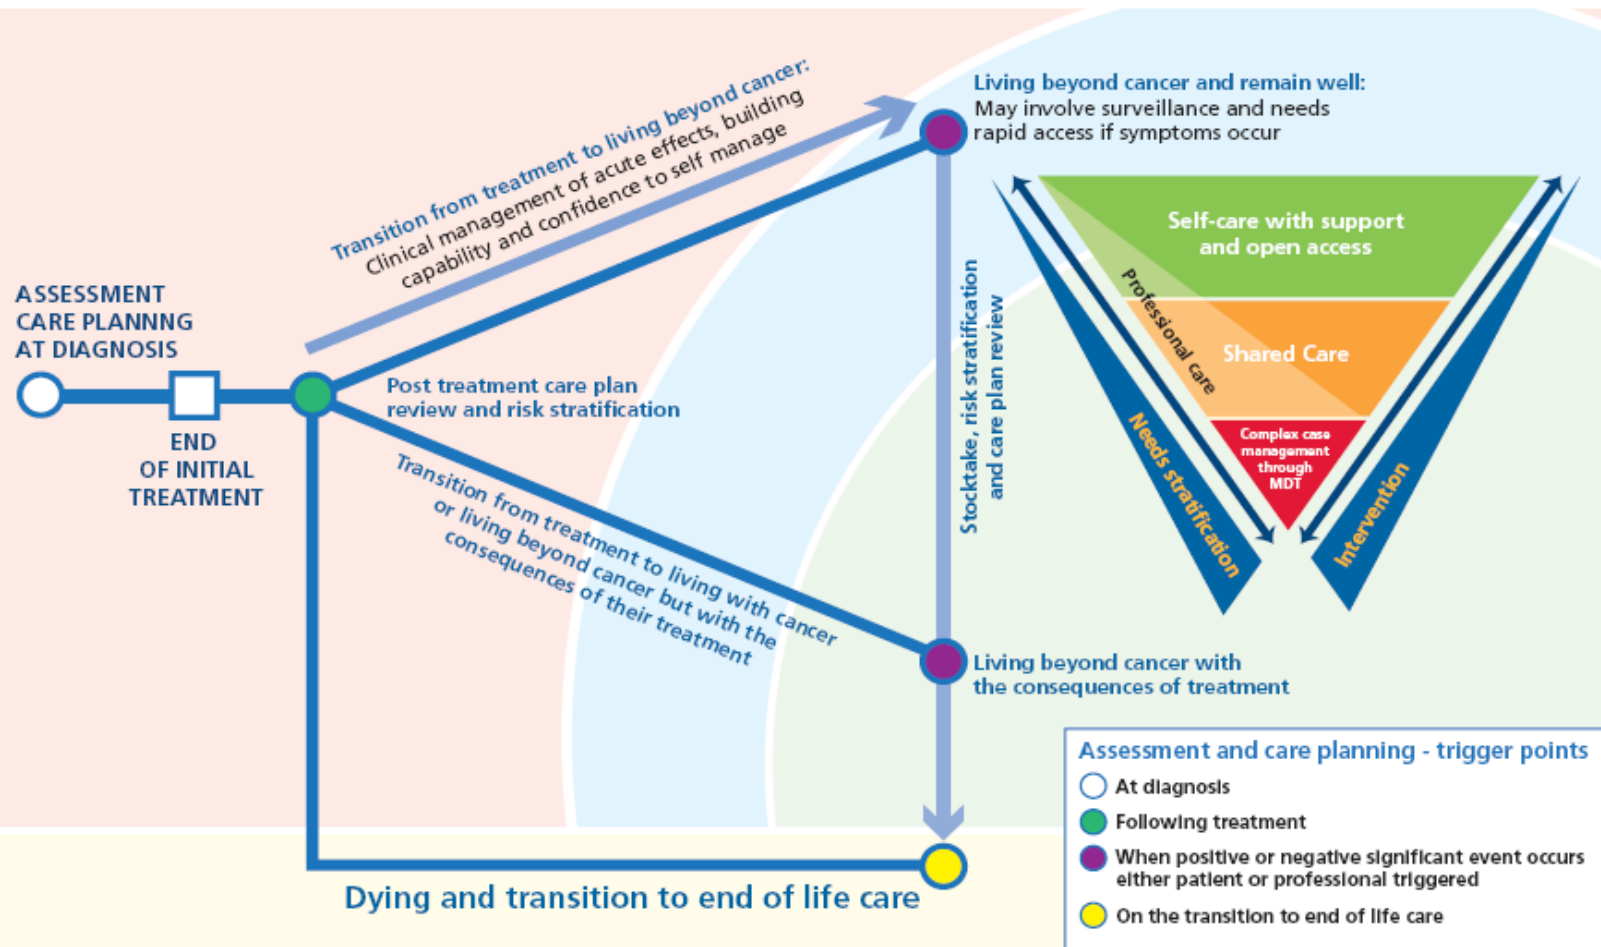 Transition from treatment to living beyond cancer:
Clinical management of acute effects, building
capability and confidence to self manage
Living beyond cancer and remain well:
May involve surveillance and needs
rapid access if symptoms occur
ASSESSMENT
CARE PLANNNG
AT DIAGNOSIS
END
OF INITIAL
TREATMENT
Post treatment care plan
review and risk stratification
Transition from treatment to living with cancer
or living beyond cancer but with the
consequences of their treatment
Stocktake, risk stratification
and care plan review
Self-care with support
and open access
Professional care
Shared Care
Complex case
management
through
MDT
Needs stratification
Intervention
Living beyond cancer with
the consequences of treatment
Dying and transition to end of life care
Assessment and care planning - trigger points
At diagnosis
Following treatment
When positive or negative significant event occurs
either patient or professional triggered
On the transition to end of life care